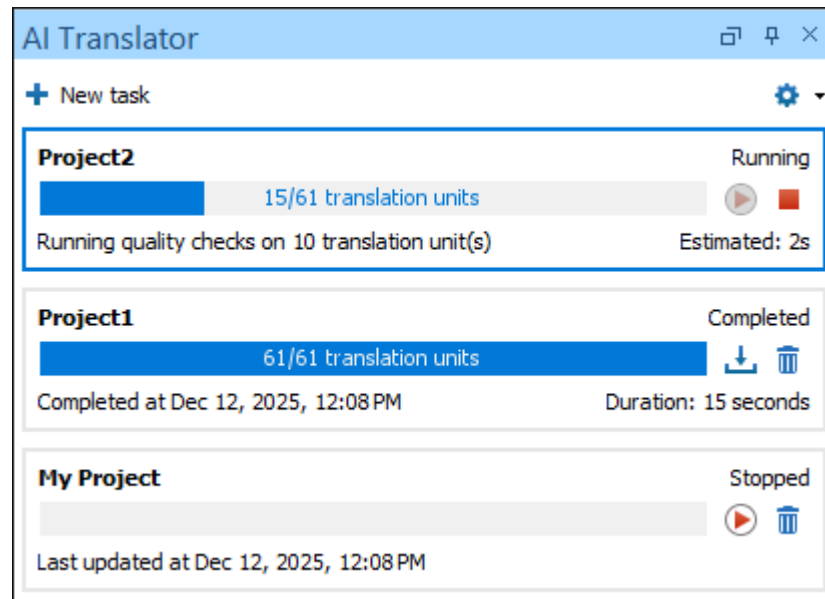 AI Translator
New task
Project2 Running
15/61 translation units
Running quality checks on 10 translation unit(s) Estimated: 2s
Project1 Completed
61/61 translation units
Completed at Dec 12, 2025, 12:08 PM Duration: 15 seconds
My Project Stopped
Last updated at Dec 12, 2025, 12:08 PM